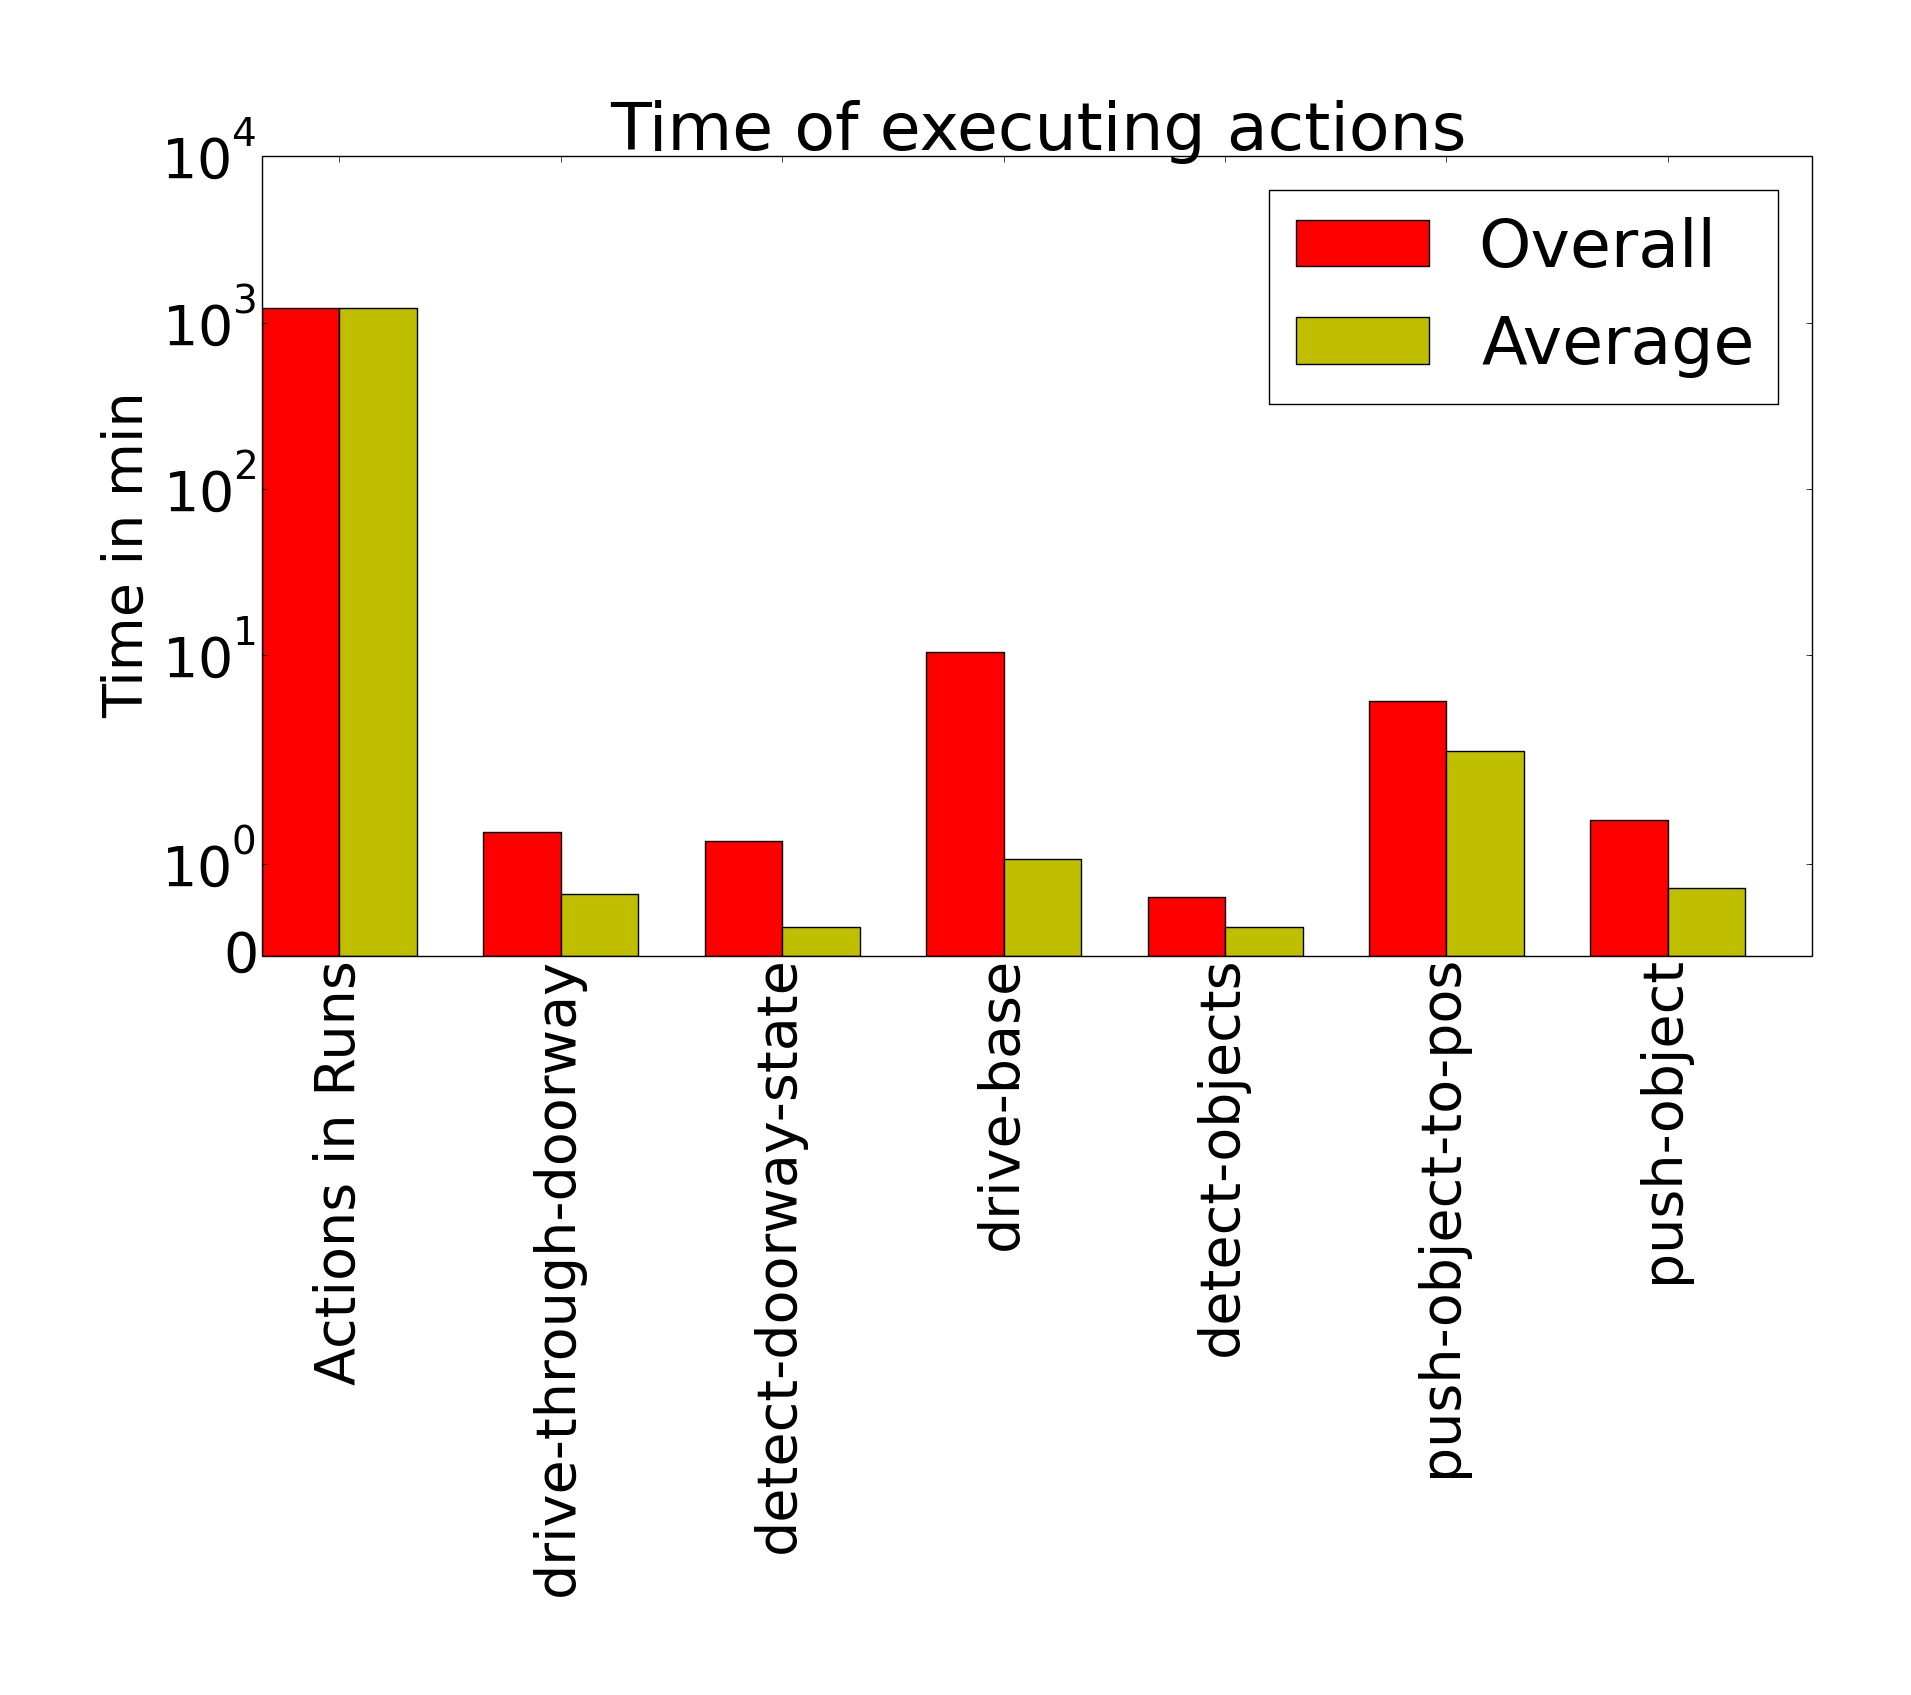 Time of executing actions
10^4
10^3
10^2
10^1
10^0
0
Time in min
Overall
Average
Actions in Runs
drive-through-doorway
detect-doorway-state
drive-base
detect-objects
push-object-to-pos
push-object